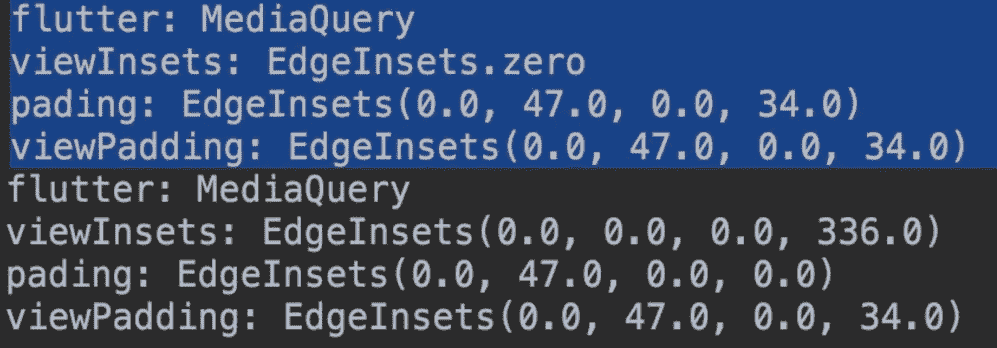 flutter: MediaQuery
viewInsets: EdgeInsets.zero
pading: EdgeInsets(0.0, 47.0, 0.0, 34.0)
viewPadding: EdgeInsets(0.0, 47.0, 0.0, 34.0)
flutter: MediaQuery
viewInsets: EdgeInsets(0.0, 0.0, 0.0, 336.0)
pading: EdgeInsets(0.0, 47.0, 0.0, 0.0)
viewPadding: EdgeInsets(0.0, 47.0, 0.0, 34.0)